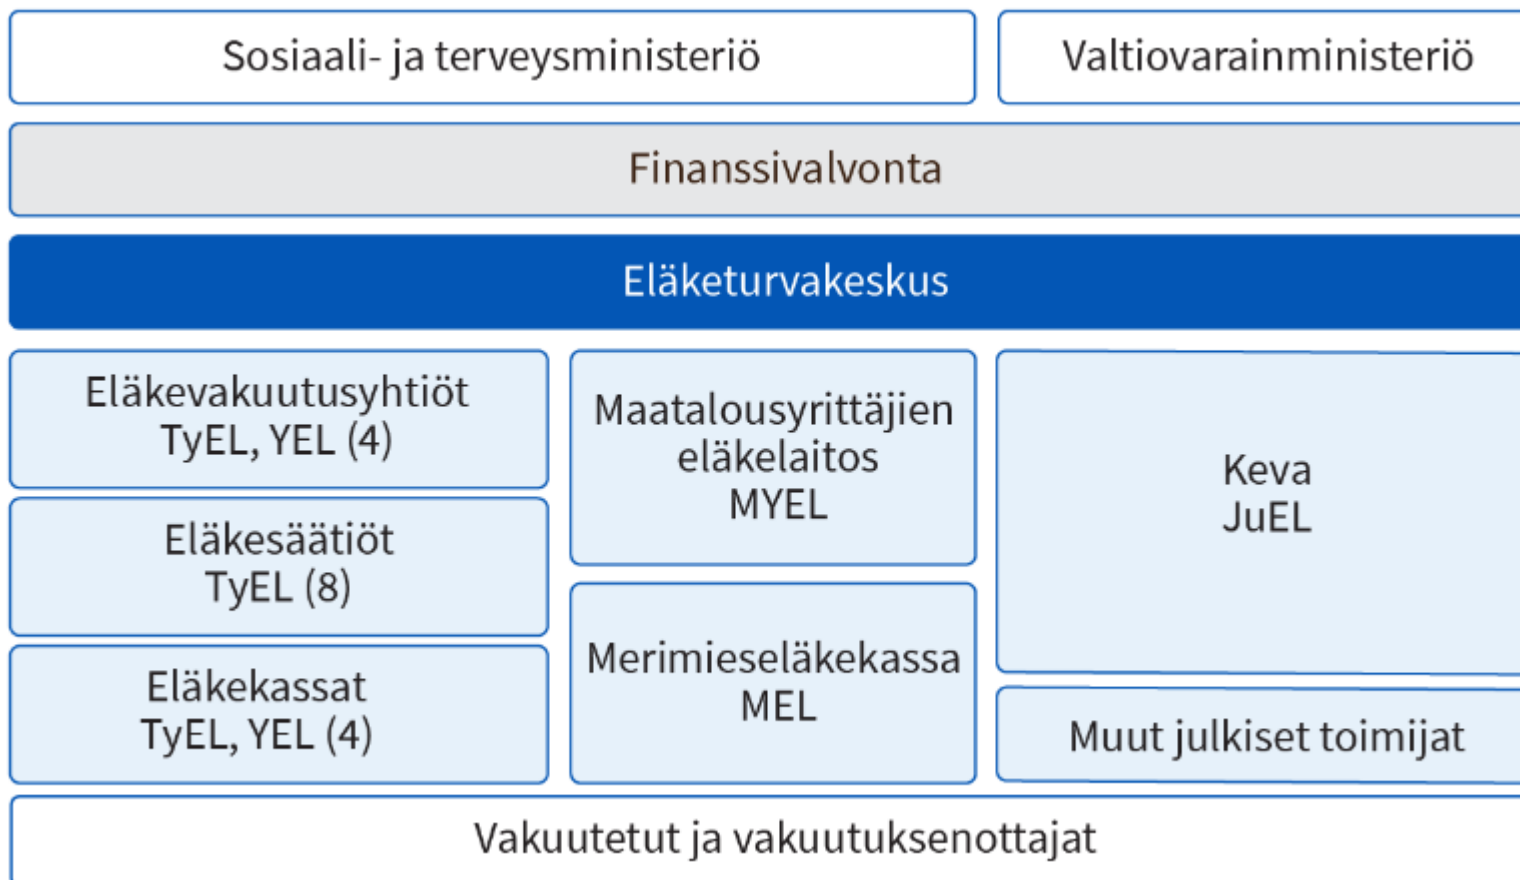 Sosiaali- ja terveysministeriö
Valtiovarainministeriö
Finanssivalvonta
Eläketurvakeskus
Eläkevakuutusyhtiöt
TyEL, YEL (4)
Eläkesäätiöt
TyEL (8)
Eläkekassat
TyEL, YEL (4)
Maatalousyrittäjien
eläkelaitos
MYEL
Merimieseläkekassa
MEL
Keva
JuEL
Muut julkiset toimijat
Vakuutetut ja vakuutuksenottajat